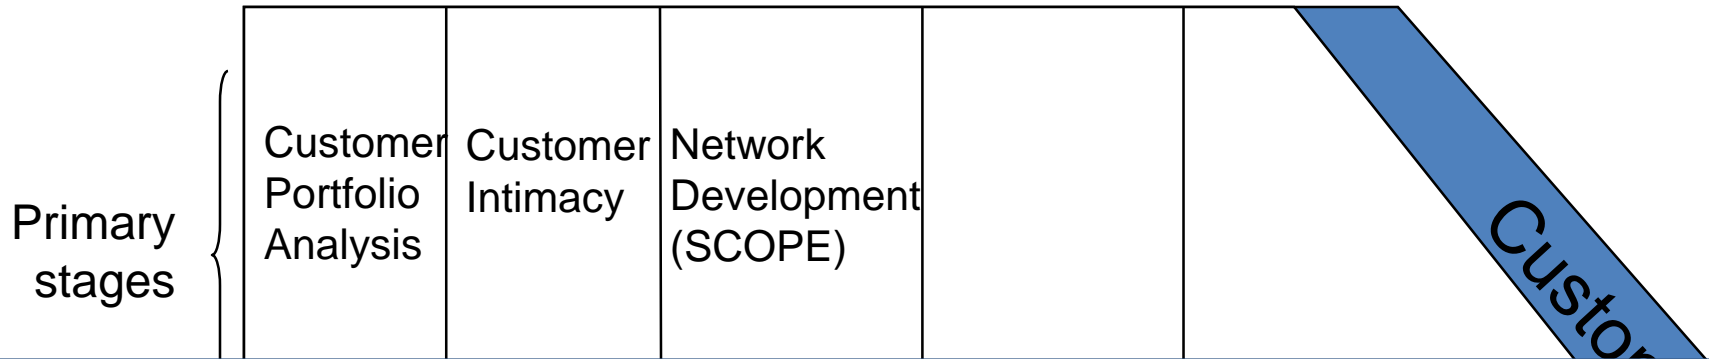 Primary
stages
Customer
Portfolio
Analysis
Customer
Intimacy
Network
Development
(SCOPE)